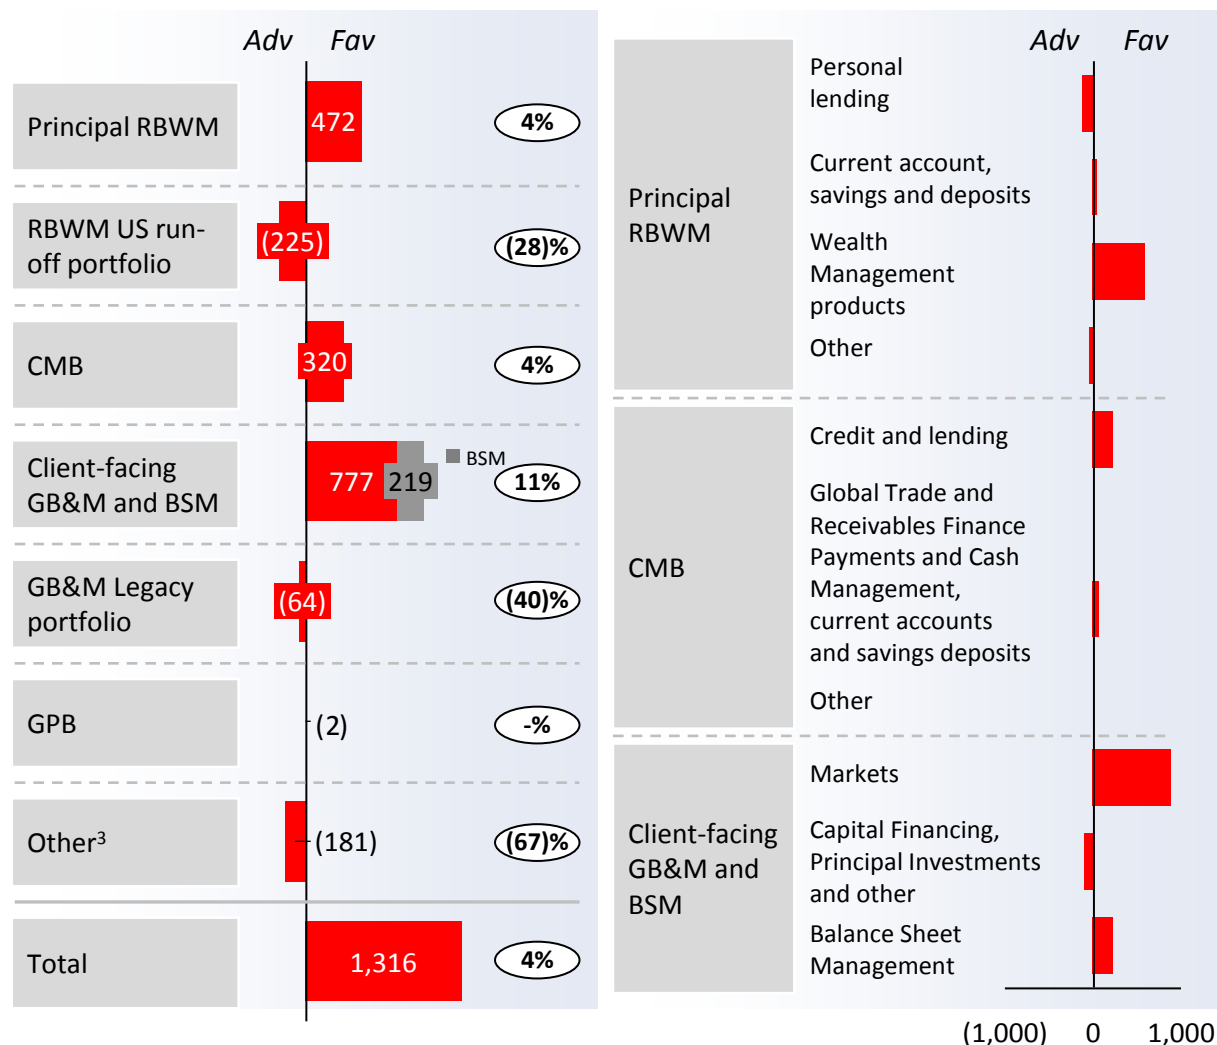 Adv Fav
Principal RBWM
472
4%
RBWM US run-
off portfolio
(225)
(28)%
CMB
320
4%
Client-facing
GB&M and BSM
777
219
BSM
11%
GB&M Legacy
portfolio
(64)
(40)%
GPB
(2)
-%
Other³
(181)
(67)%
Total
1,316
4%
Adv Fav
Principal
RBWM
Personal
lending
Current account,
savings and deposits
Wealth
Management
products
Other
CMB
Credit and lending
Global Trade and
Receivables Finance
Payments and Cash
Management,
current accounts
and savings deposits
Other
Client-facing
GB&M and
BSM
Markets
Capital Financing,
Principal Investments
and other
Balance Sheet
Management
(1,000) 0 1,000